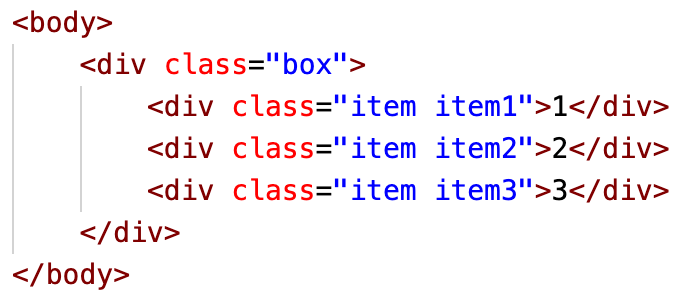 <body>
    <div class="box">
        <div class="item item1">1</div>
        <div class="item item2">2</div>
        <div class="item item3">3</div>
    </div>
</body>